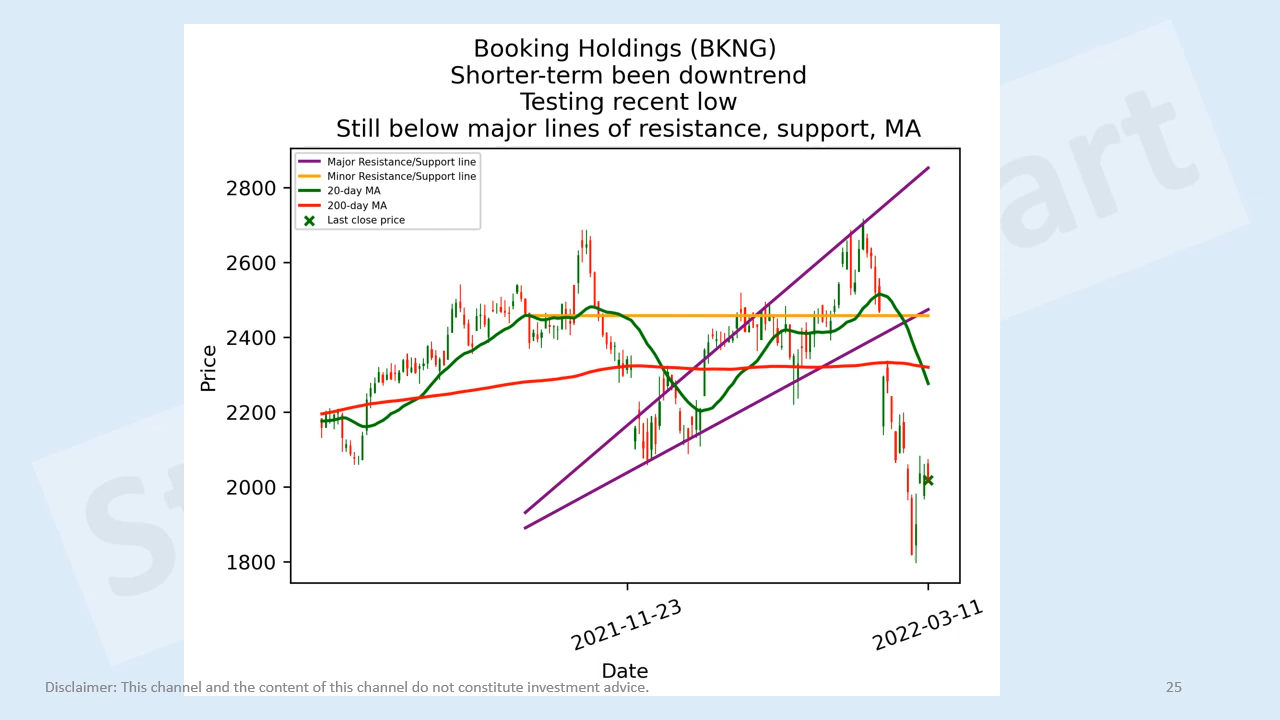 Booking Holdings (BKNG)
Shorter-term been downtrend
Testing recent low
Still below major lines of resistance, support, MA
Major Resistance/Support line
Minor Resistance/Support line
20-day MA
200-day MA
Last close price
2800
2600
2400
2200
2000
1800
Price
2021-11-23
2022-03-11
Date
Disclaimer: This channel and the content of this channel do not constitute investment advice.
25